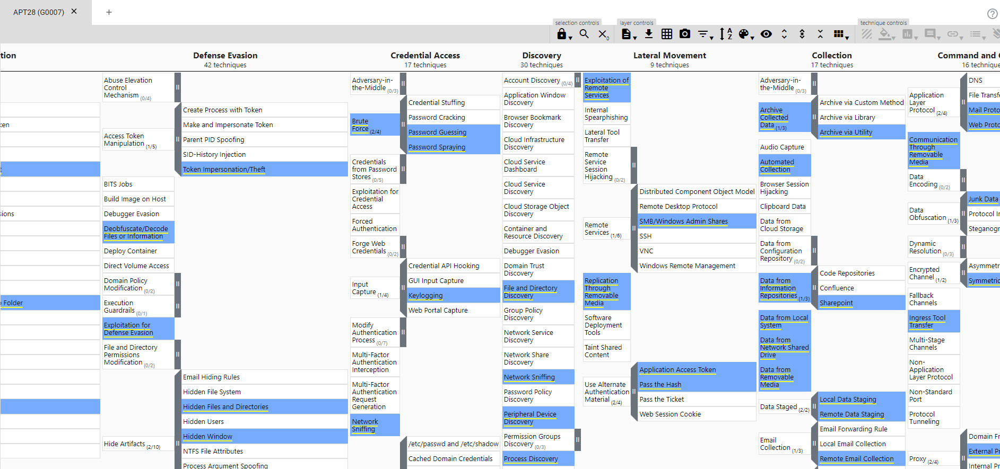 APT28 (G0007)
selection controls
layer controls
technique controls
tion
Defense Evasion
42 techniques
Credential Access
17 techniques
Discovery
30 techniques
Lateral Movement
9 techniques
Collection
17 techniques
Command and
16 technique
ken
t
sions
Folder
Abuse Elevation
Control
Mechanism (0/4)
Access Token
Manipulation (1/5)
BITS Jobs
Build Image on Host
Debugger Evasion
Deobfuscate/Decode
Files or Information
Deploy Container
Direct Volume Access
Domain Policy
Modification (0/2)
Execution
Guardrails (0/1)
Exploitation for
Defense Evasion
File and Directory
Permissions
Modification (0/2)
Hide Artifacts (2/10)
Create Process with Token
Make and Impersonate Token
Parent PID Spoofing
SID-History Injection
Token Impersonation/Theft
Email Hiding Rules
Hidden File System
Hidden Files and Directories
Hidden Users
Hidden Window
NTFS File Attributes
Process Argument Spoofing
Adversary-in-
the-Middle (0/3)
Brute
Force (2/4)
Credentials
from Password
Stores (0/5)
Exploitation for
Credential
Access
Forced
Authentication
Forge Web
Credentials (0/2)
Input
Capture (1/4)
Modify
Authentication
Process (0/7)
Multi-Factor
Authentication
Interception
Multi-Factor
Authentication
Request
Generation
Network
Sniffing
Credential Stuffing
Password Cracking
Password Guessing
Password Spraying
Credential API Hooking
GUI Input Capture
Keylogging
Web Portal Capture
/etc/passwd and /etc/shadow
Cached Domain Credentials
Account Discovery (0/4)
Application Window
Discovery
Browser Bookmark
Discovery
Cloud Infrastructure
Discovery
Cloud Service
Dashboard
Cloud Service
Discovery
Cloud Storage Object
Discovery
Container and
Resource Discovery
Debugger Evasion
Domain Trust
Discovery
File and Directory
Discovery
Group Policy
Discovery
Network Service
Discovery
Network Share
Discovery
Network Sniffing
Password Policy
Discovery
Peripheral Device
Discovery
Permission Groups
Discovery (0/3)
Process Discovery
Exploitation of
Remote
Services
Internal
Spearphishing
Lateral Tool
Transfer
Remote
Service
Session
Hijacking (0/2)
Remote
Services (1/6)
Replication
Through
Removable
Media
Software
Deployment
Tools
Taint Shared
Content
Use Alternate
Authentication
Material (2/4)
Distributed Component Object Model
Remote Desktop Protocol
SMB/Windows Admin Shares
SSH
VNC
Windows Remote Management
Application Access Token
Pass the Hash
Pass the Ticket
Web Session Cookie
Adversary-in-
the-Middle (0/3)
Archive
Collected
Data (1/3)
Audio Capture
Automated
Collection
Browser Session
Hijacking
Clipboard Data
Data from
Cloud Storage
Data from
Configuration
Repository (0/2)
Data from
Information
Repositories (1/3)
Data from Local
System
Data from
Network Shared
Drive
Data from
Removable
Media
Data Staged (2/2)
Email
Collection (1/3)
Archive via Custom Method
Archive via Library
Archive via Utility
Code Repositories
Confluence
Sharepoint
Local Data Staging
Remote Data Staging
Email Forwarding Rule
Local Email Collection
Remote Email Collection
Application
Layer
Protocol (2/4)
Communication
Through
Removable
Media
Data
Encoding (0/2)
Data
Obfuscation (1/3)
Dynamic
Resolution (0/3)
Encrypted
Channel (1/2)
Fallback
Channels
Ingress Tool
Transfer
Multi-Stage
Channels
Non-
Application
Layer Protocol
Non-Standard
Port
Protocol
Tunneling
Proxy (2/4)
DNS
File Transfe
Mail Proto
Web Proto
Junk Data
Protocol Im
Steganogr
Asymmetr
Symmetric
Domain Fr
External Pr
Internal Pr